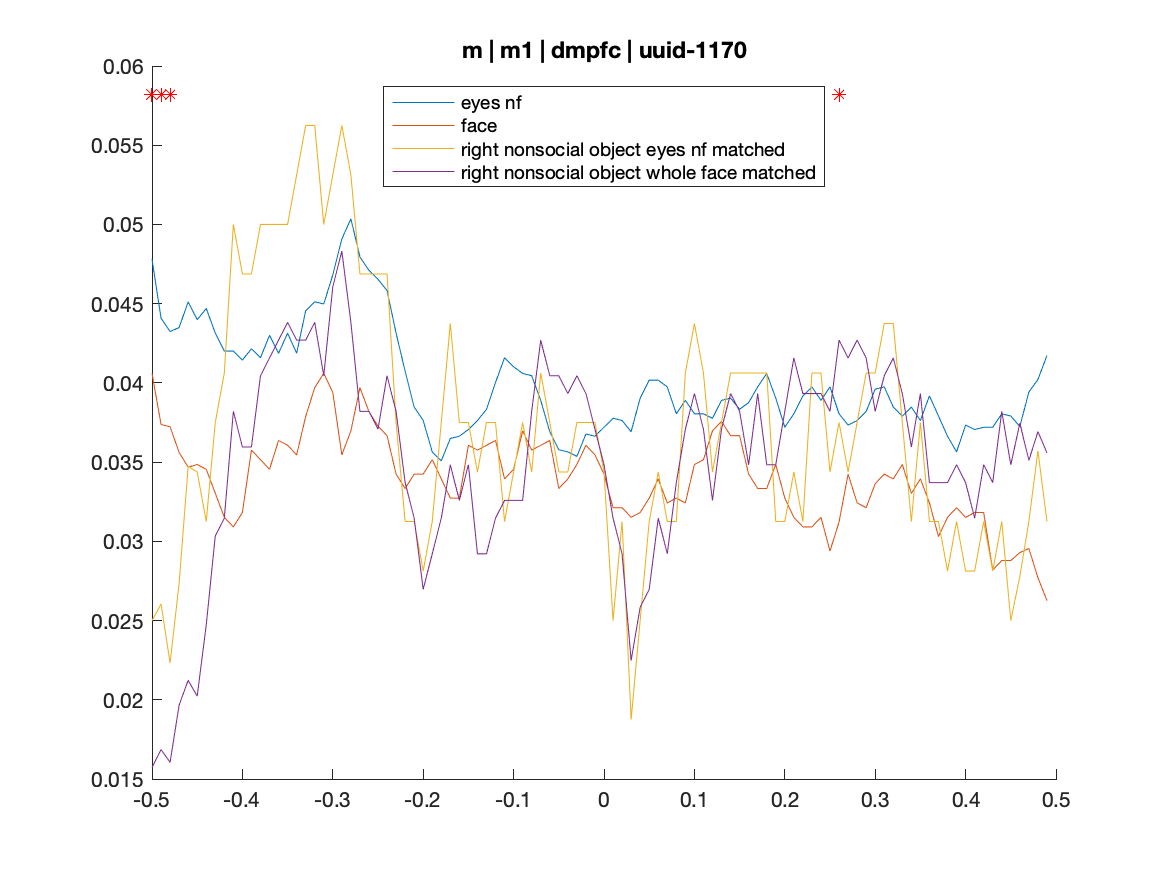 m | m1 | dmpfc | uuid-1170
0.06
0.055
0.05
0.045
0.04
0.035
0.03
0.025
0.02
0.015
eyes nf
face
right nonsocial object eyes nf matched
right nonsocial object whole face matched
-0.5 -0.4 -0.3 -0.2 -0.1 0 0.1 0.2 0.3 0.4 0.5